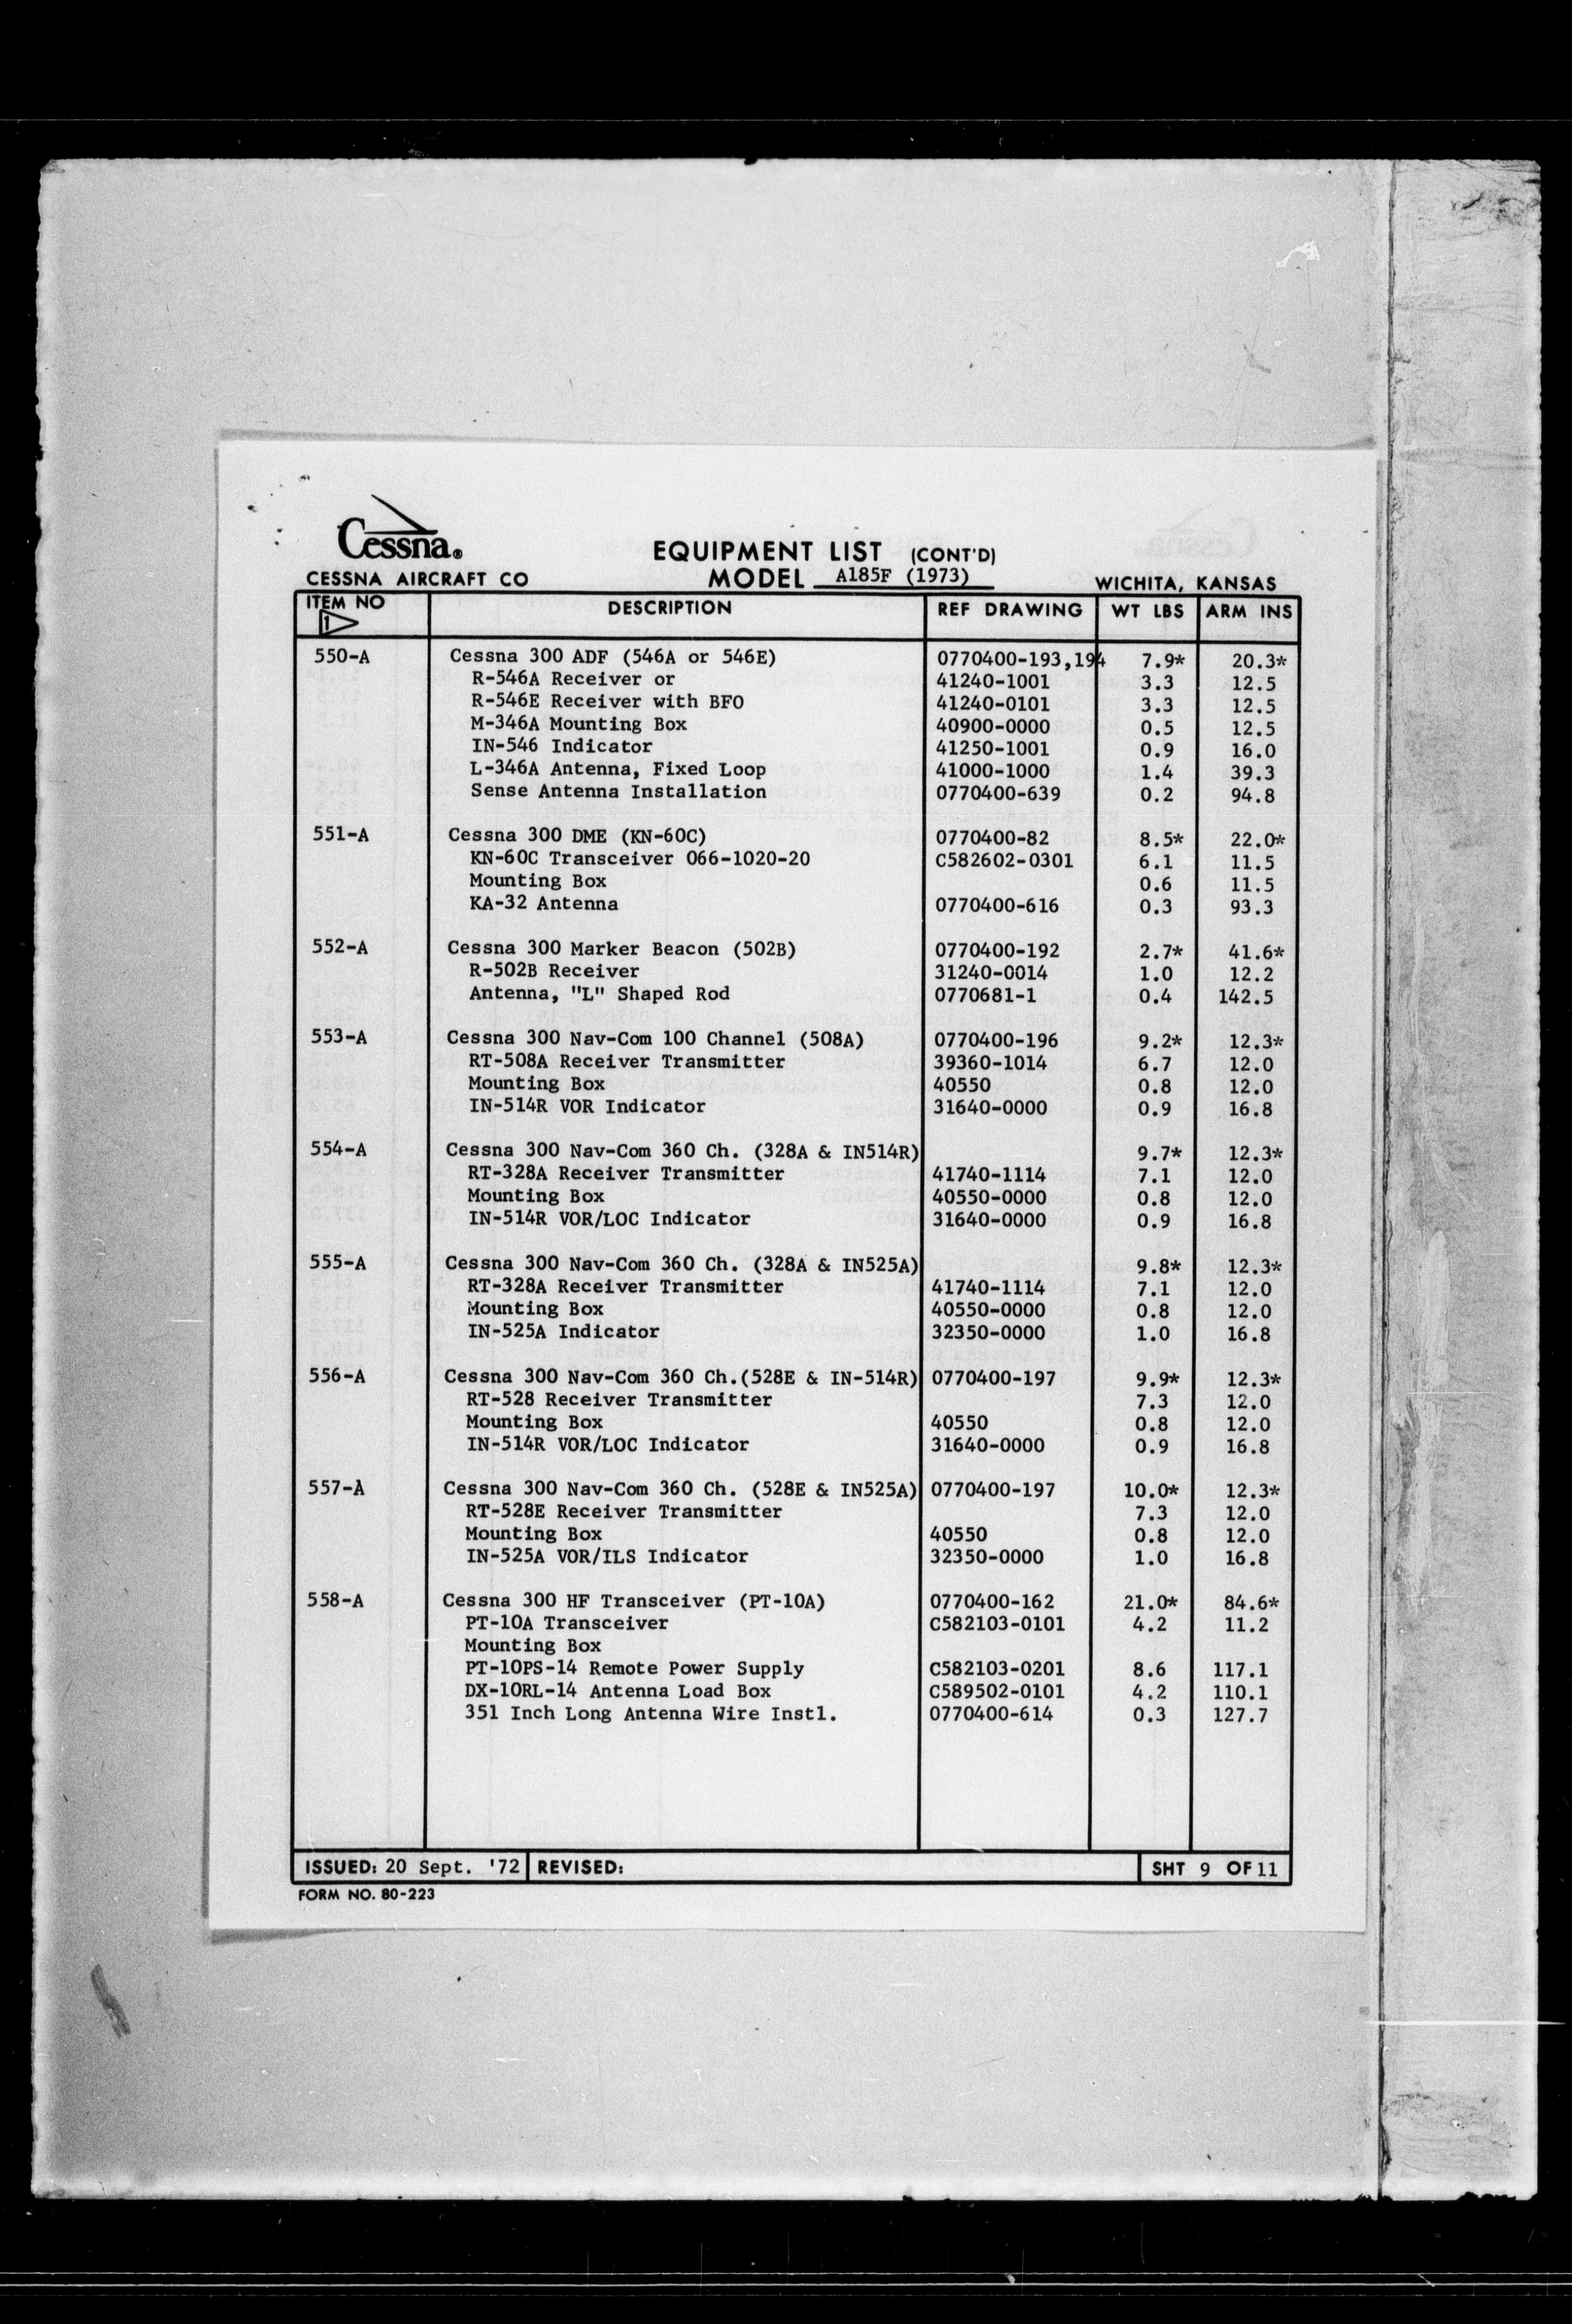 Cessna®
EQUIPMENT LIST (CONT'D)
CESSNA AIRCRAFT CO MODEL A185F (1973) WICHITA, KANSAS
ITEM NO DESCRIPTION REF DRAWING WT LBS ARM INS
1
550-A Cessna 300 ADF (546A or 546E) 0770400-193,194 7.9* 20.3*
R-546A Receiver or 41240-1001 3.3 12.5
R-546E Receiver with BFO 41240-0101 3.3 12.5
M-346A Mounting Box 40900-0000 0.5 12.5
IN-546 Indicator 41250-1001 0.9 16.0
L-346A Antenna, Fixed Loop 41000-1000 1.4 39.3
Sense Antenna Installation 0770400-639 0.2 94.8
551-A Cessna 300 DME (KN-60C) 0770400-82 8.5* 22.0*
KN-60C Transceiver 066-1020-20 C582602-0301 6.1 11.5
Mounting Box 0.6 11.5
KA-32 Antenna 0770400-616 0.3 93.3
552-A Cessna 300 Marker Beacon (502B) 0770400-192 2.7* 41.6*
R-502B Receiver 31240-0014 1.0 12.2
Antenna, "L" Shaped Rod 0770681-1 0.4 142.5
553-A Cessna 300 Nav-Com 100 Channel (508A) 0770400-196 9.2* 12.3*
RT-508A Receiver Transmitter 39360-1014 6.7 12.0
Mounting Box 40550 0.8 12.0
IN-514R VOR Indicator 31640-0000 0.9 16.8
554-A Cessna 300 Nav-Com 360 Ch. (328A & IN514R) 9.7* 12.3*
RT-328A Receiver Transmitter 41740-1114 7.1 12.0
Mounting Box 40550-0000 0.8 12.0
IN-514R VOR/LOC Indicator 31640-0000 0.9 16.8
555-A Cessna 300 Nav-Com 360 Ch. (328A & IN525A) 9.8* 12.3*
RT-328A Receiver Transmitter 41740-1114 7.1 12.0
Mounting Box 40550-0000 0.8 12.0
IN-525A Indicator 32350-0000 1.0 16.8
556-A Cessna 300 Nav-Com 360 Ch.(528E & IN-514R) 0770400-197 9.9* 12.3*
RT-528 Receiver Transmitter 7.3 12.0
Mounting Box 40550 0.8 12.0
IN-514R VOR/LOC Indicator 31640-0000 0.9 16.8
557-A Cessna 300 Nav-Com 360 Ch. (528E & IN525A) 0770400-197 10.0* 12.3*
RT-528E Receiver Transmitter 7.3 12.0
Mounting Box 40550 0.8 12.0
IN-525A VOR/ILS Indicator 32350-0000 1.0 16.8
558-A Cessna 300 HF Transceiver (PT-10A) 0770400-162 21.0* 84.6*
PT-10A Transceiver C582103-0101 4.2 11.2
Mounting Box
PT-10PS-14 Remote Power Supply C582103-0201 8.6 117.1
DX-10RL-14 Antenna Load Box C589502-0101 4.2 110.1
351 Inch Long Antenna Wire Instl. 0770400-614 0.3 127.7
ISSUED: 20 Sept. '72 REVISED: SHT 9 OF 11
FORM NO. 80-223